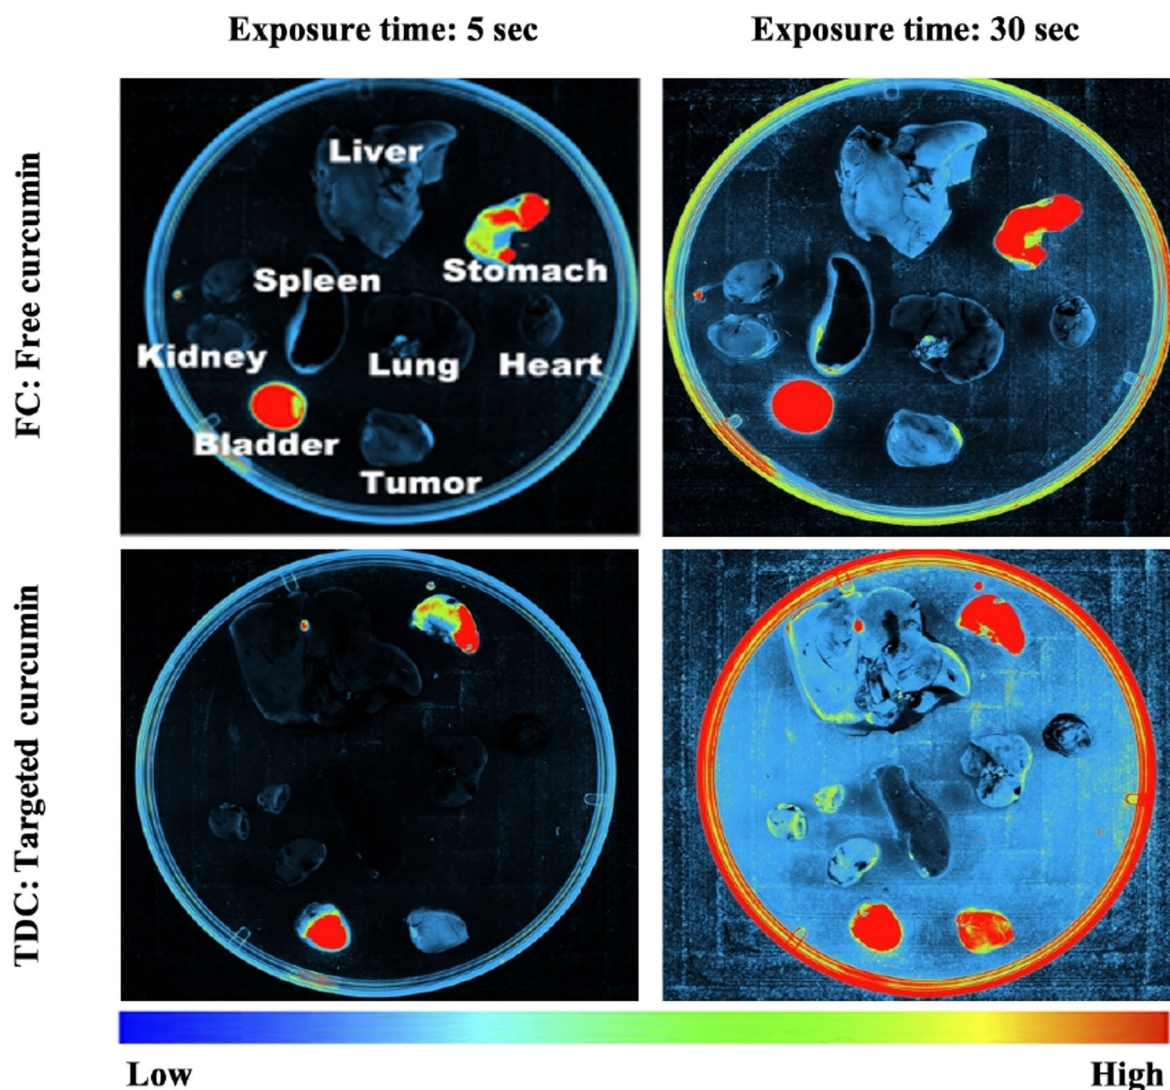 Exposure time: 5 sec
Exposure time: 30 sec
FC: Free curcumin
Liver
Stomach
Spleen
Kidney
Lung
Heart
Bladder
Tumor
TDC: Targeted curcumin
Low
High